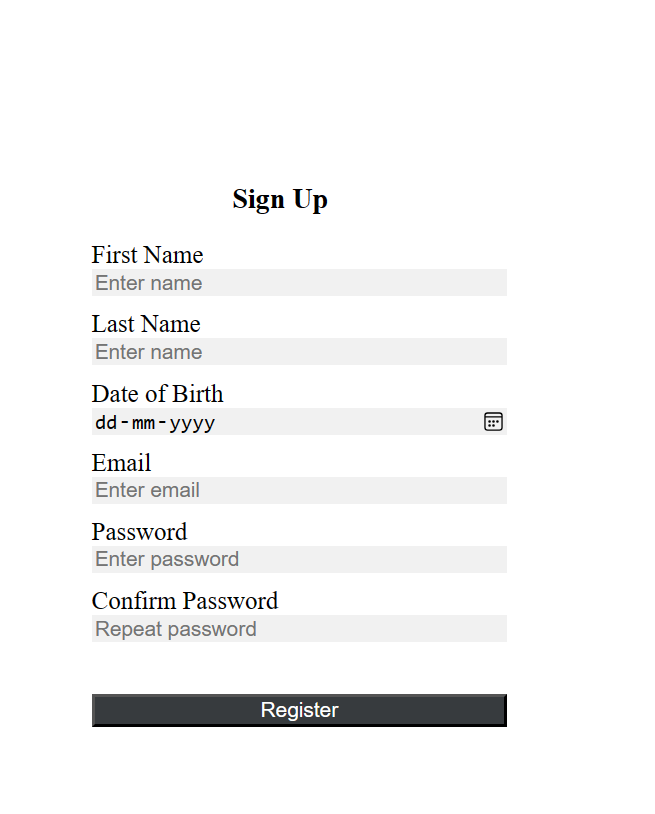 Sign Up
First Name
Enter name
Last Name
Enter name
Date of Birth
dd-mm-yyyy
Email
Enter email
Password
Enter password
Confirm Password
Repeat password
Register